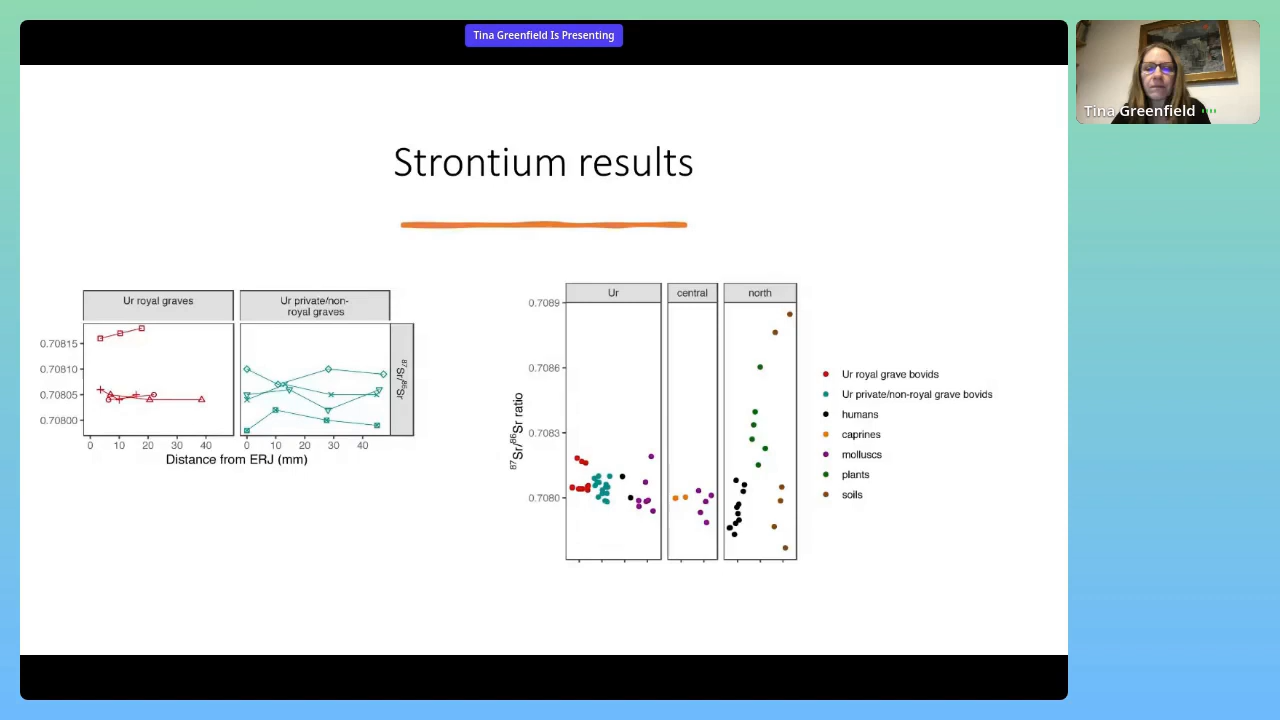 Tina Greenfield Is Presenting
Tina Greenfield
Strontium results
Ur royal graves
Ur private/non-
royal graves
0.70815
0.70810
0.70805
0.70800
87Sr/86Sr
0 10 20 30 40 0 10 20 30 40
Distance from ERJ (mm)
Ur central north
0.7089
0.7086
0.7083
0.7080
87Sr/86Sr ratio
Ur royal grave bovids
Ur private/non-royal grave bovids
humans
caprines
molluscs
plants
soils